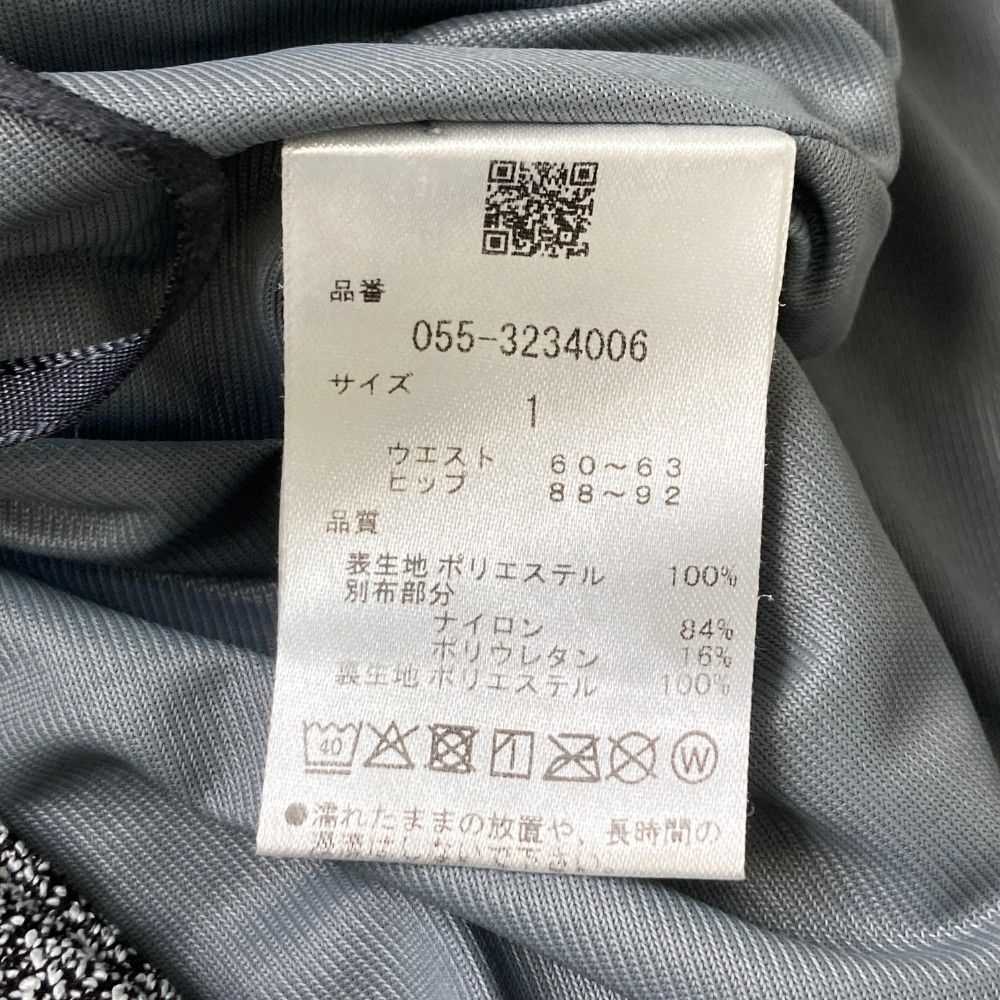 品番
055-3234006
サイズ
1
ウエスト 60～63
ヒップ 88～92
品質
表生地 ポリエステル 100%
別布部分
ナイロン 84%
ポリウレタン 16%
表生地 ポリエステル 100%
40
W
●濡れたままの放置や、長時間の